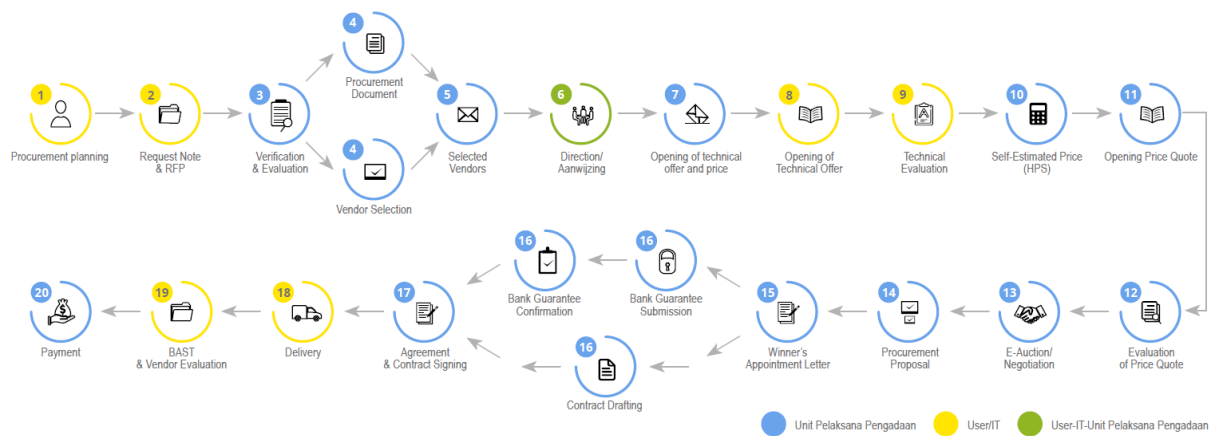 4
Procurement
Document
1
Procurement planning
2
Request Note
& RFP
3
Verification
& Evaluation
4
Vendor Selection
5
Selected
Vendors
6
Direction/
Aanwijzing
7
Opening of technical
offer and price
8
Opening of
Technical Offer
9
Technical
Evaluation
10
Self-Estimated Price
(HPS)
11
Opening Price Quote
12
Evaluation
of Price Quote
13
E-Auction/
Negotiation
14
Procurement
Proposal
15
Winner's
Appointment Letter
16
Bank Guarantee
Submission
16
Bank Guarantee
Confirmation
16
Contract Drafting
17
Agreement
& Contract Signing
18
Delivery
19
BAST
& Vendor Evaluation
20
Payment
Unit Pelaksana Pengadaan
User/IT
User-IT-Unit Pelaksana Pengadaan